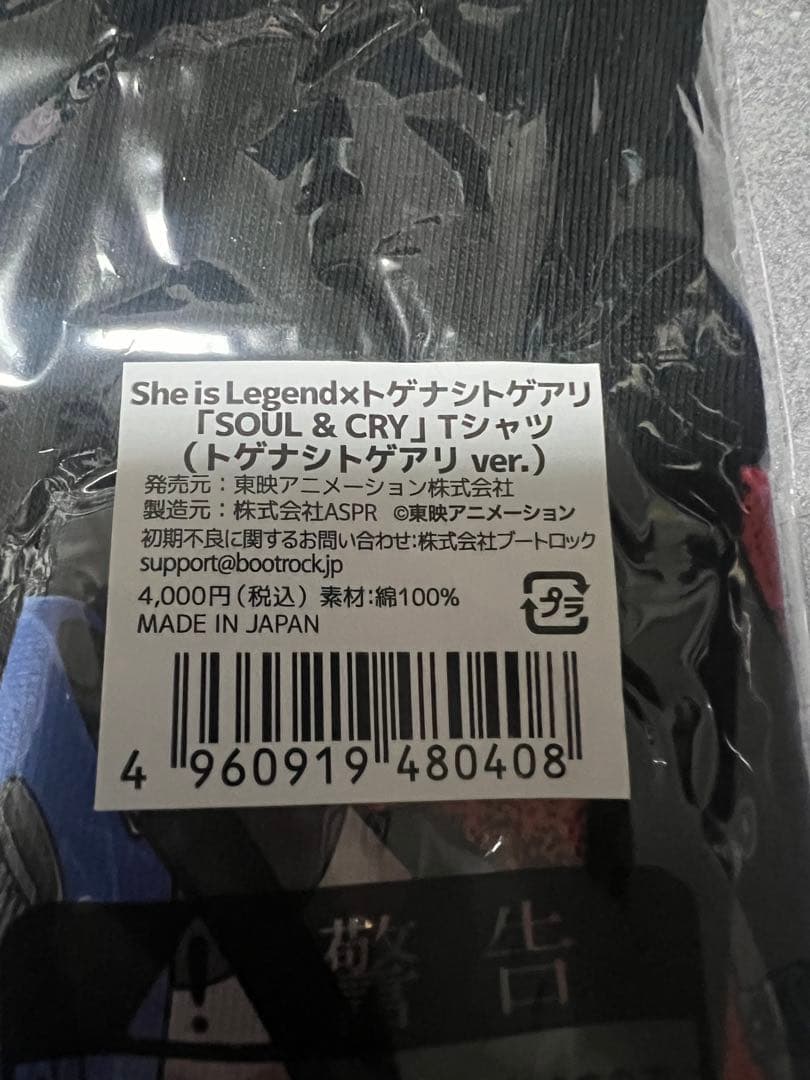 She is Legend×トゲナシトゲアリ
「SOUL & CRY」Tシャツ
（トゲナシトゲアリ ver.）
発売元：東映アニメーション株式会社
製造元：株式会社ASPR ©東映アニメーション
初期不良に関するお問い合わせ:株式会社ブートロック
support@bootrock.jp
4,000円（税込）素材：綿100%
プラ
MADE IN JAPAN
4 960919 480408
! 警告